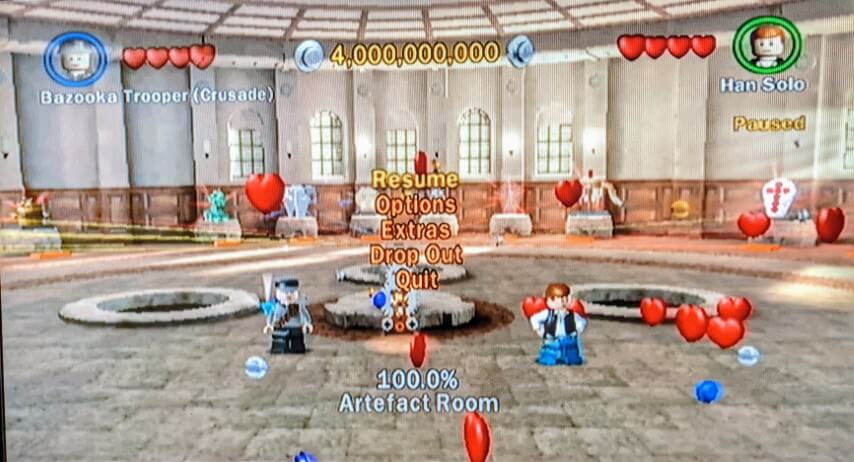 4,000,000,000
Bazooka Trooper (Crusade)
Han Solo
Paused
Resume
Options
Extras
Drop Out
Quit
100.0%
Artefact Room